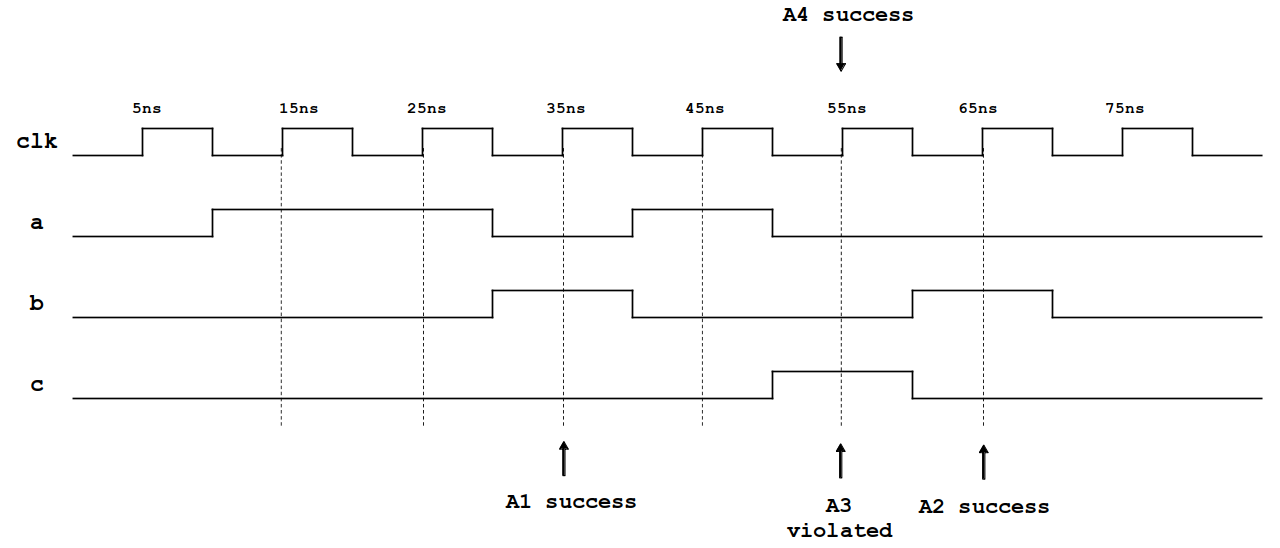 A4 success
5ns 15ns 25ns 35ns 45ns 55ns 65ns 75ns
clk
a
b
c
A1 success
A3
violated
A2 success